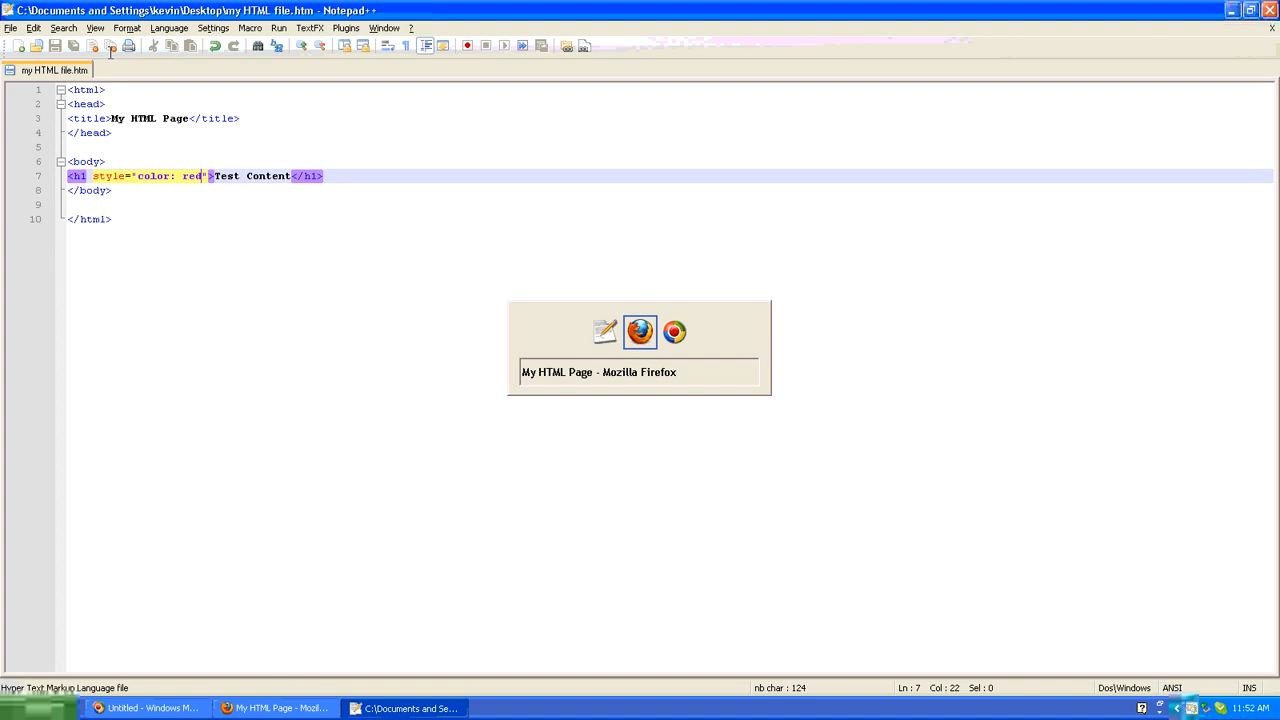 C:\Documents and Settings\kevin\Desktop\my HTML file.htm - Notepad++
File Edit Search View Format Language Settings Macro Run TextFX Plugins Window ? X
my HTML file.htm
1 <html>
2 <head>
3 <title>My HTML Page</title>
4 </head>
5
6 <body>
7 <h1 style="color: red">Test Content</h1>
8 </body>
9
10 </html>
My HTML Page - Mozilla Firefox
Hyper Text Markup Language file nb char : 124 Ln : 7 Col : 22 Sel : 0 Dos\Windows ANSI INS
Untitled - Windows M... My HTML Page - Mozil... C:\Documents and Se... 11:52 AM